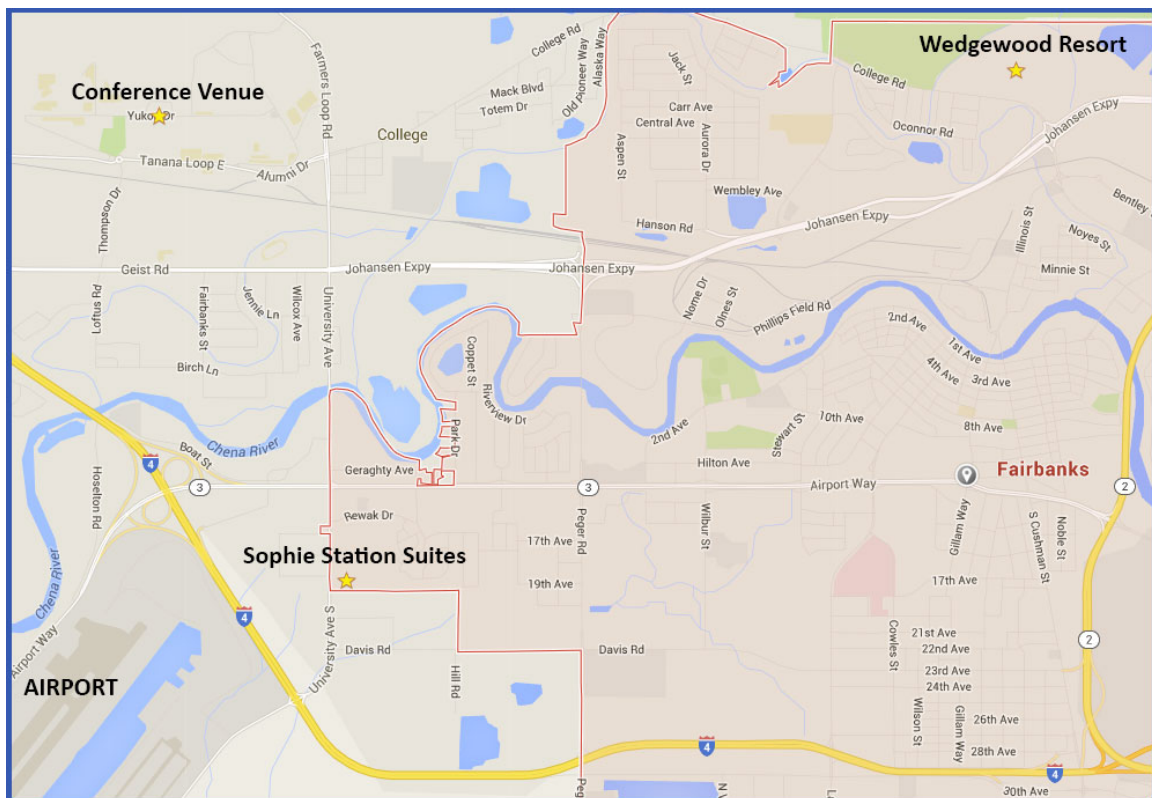 Wedgewood Resort
Conference Venue
Yukon Dr
College Rd
Old Pioneer Way
Alaska Way
Farmers Loop Rd
Jack St
College Rd
Mack Blvd
Totem Dr
College
Carr Ave
Central Ave
Aurora Dr
Aspen St
Oconnor Rd
Johansen Expy
Tanana Loop E
Alumni Dr
Thompson Dr
Wembley Ave
Hanson Rd
Johansen Expy
Illinois St
Noyes St
Minnie St
Geist Rd
Johansen Expy
Johansen Expy
Loftus Rd
Fairbanks St
Jennie Ln
Wilcox Ave
University Ave
Birch Ln
Nome Dr
Olnes St
Phillips Field Rd
2nd Ave
1st Ave
4th Ave
3rd Ave
Coppet St
Riverview Dr
Park Dr
2nd Ave
Stewart St
10th Ave
8th Ave
Chena River
Boat St
4
Hoselton Rd
Geraghty Ave
Hilton Ave
3
3
Airport Way
Fairbanks
2
Rewak Dr
Peger Rd
17th Ave
Wilbur St
Gillam Way
S Cushman St
Noble St
Sophie Station Suites
19th Ave
17th Ave
Chena River
4
Airport Way
University Ave S
Davis Rd
Hill Rd
Davis Rd
Cowles St
21st Ave
22nd Ave
23rd Ave
24th Ave
2
AIRPORT
Wilson St
Gillam Way
26th Ave
28th Ave
4
4
30th Ave